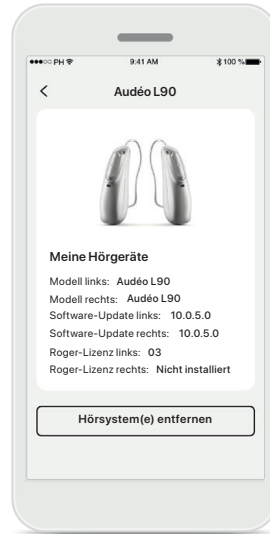 PH 9:41 AM 100 %
Audéo L90
Meine Hörgeräte
Modell links: Audéo L90
Modell rechts: Audéo L90
Software-Update links: 10.0.5.0
Software-Update rechts: 10.0.5.0
Roger-Lizenz links: 03
Roger-Lizenz rechts: Nicht installiert
Hörsystem(e) entfernen